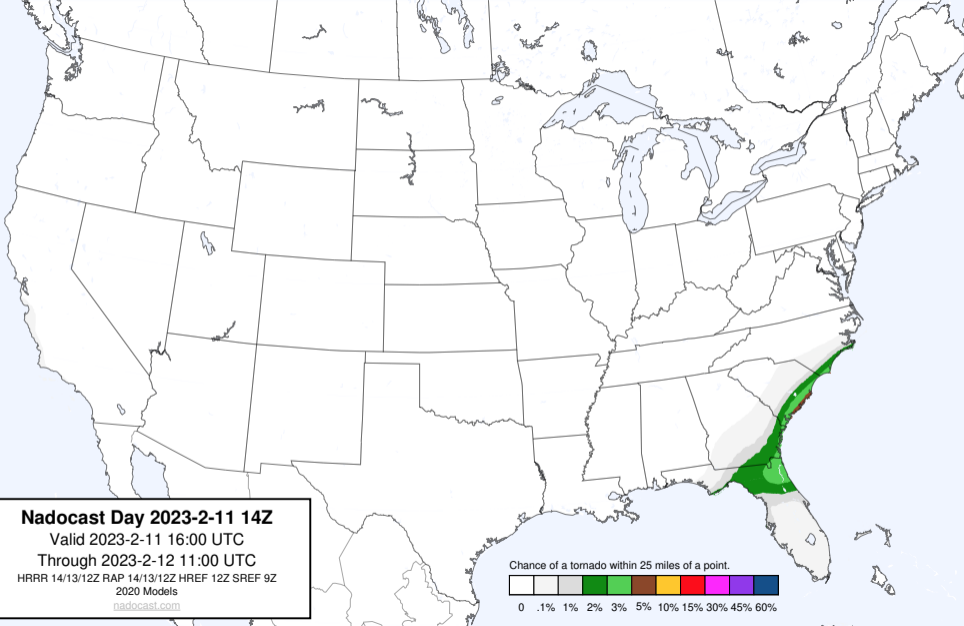 Nadocast Day 2023-2-11 14Z
Valid 2023-2-11 16:00 UTC
Through 2023-2-12 11:00 UTC
HRRR 14/13/12Z RAP 14/13/12Z HREF 12Z SREF 9Z
2020 Models
nadocast.com
Chance of a tornado within 25 miles of a point.
0 .1% 1% 2% 3% 5% 10% 15% 30% 45% 60%